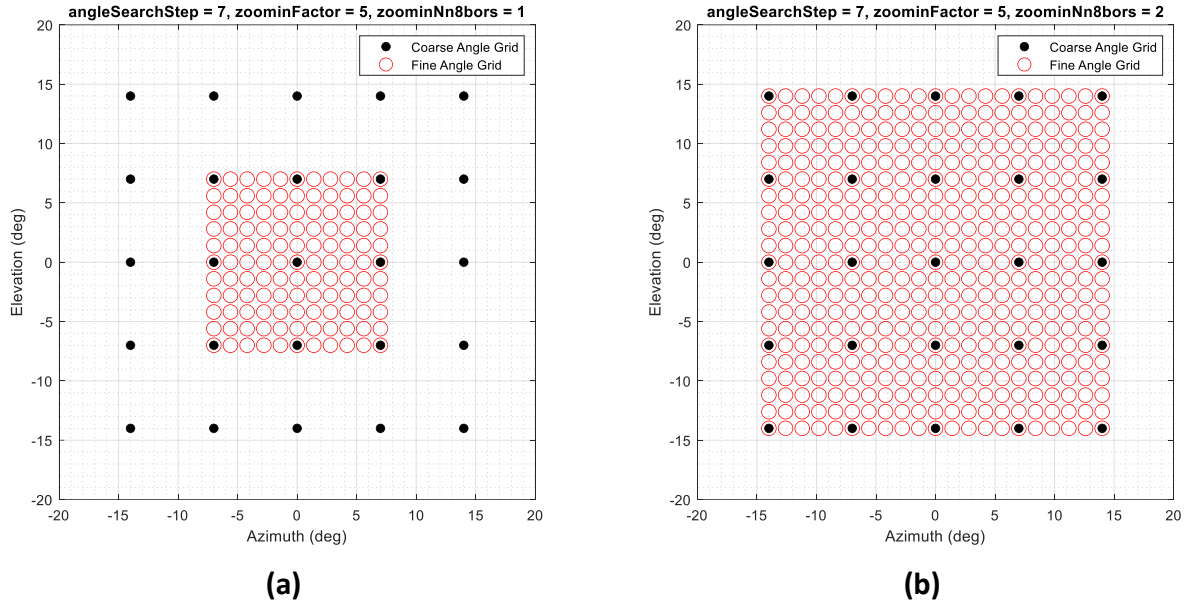 angleSearchStep = 7, zoominFactor = 5, zoominNn8bors = 1
Coarse Angle Grid
Fine Angle Grid
20
15
10
5
0
-5
-10
-15
-20
Elevation (deg)
-20 -15 -10 -5 0 5 10 15 20
Azimuth (deg)
(a)
angleSearchStep = 7, zoominFactor = 5, zoominNn8bors = 2
Coarse Angle Grid
Fine Angle Grid
20
15
10
5
0
-5
-10
-15
-20
Elevation (deg)
-20 -15 -10 -5 0 5 10 15 20
Azimuth (deg)
(b)